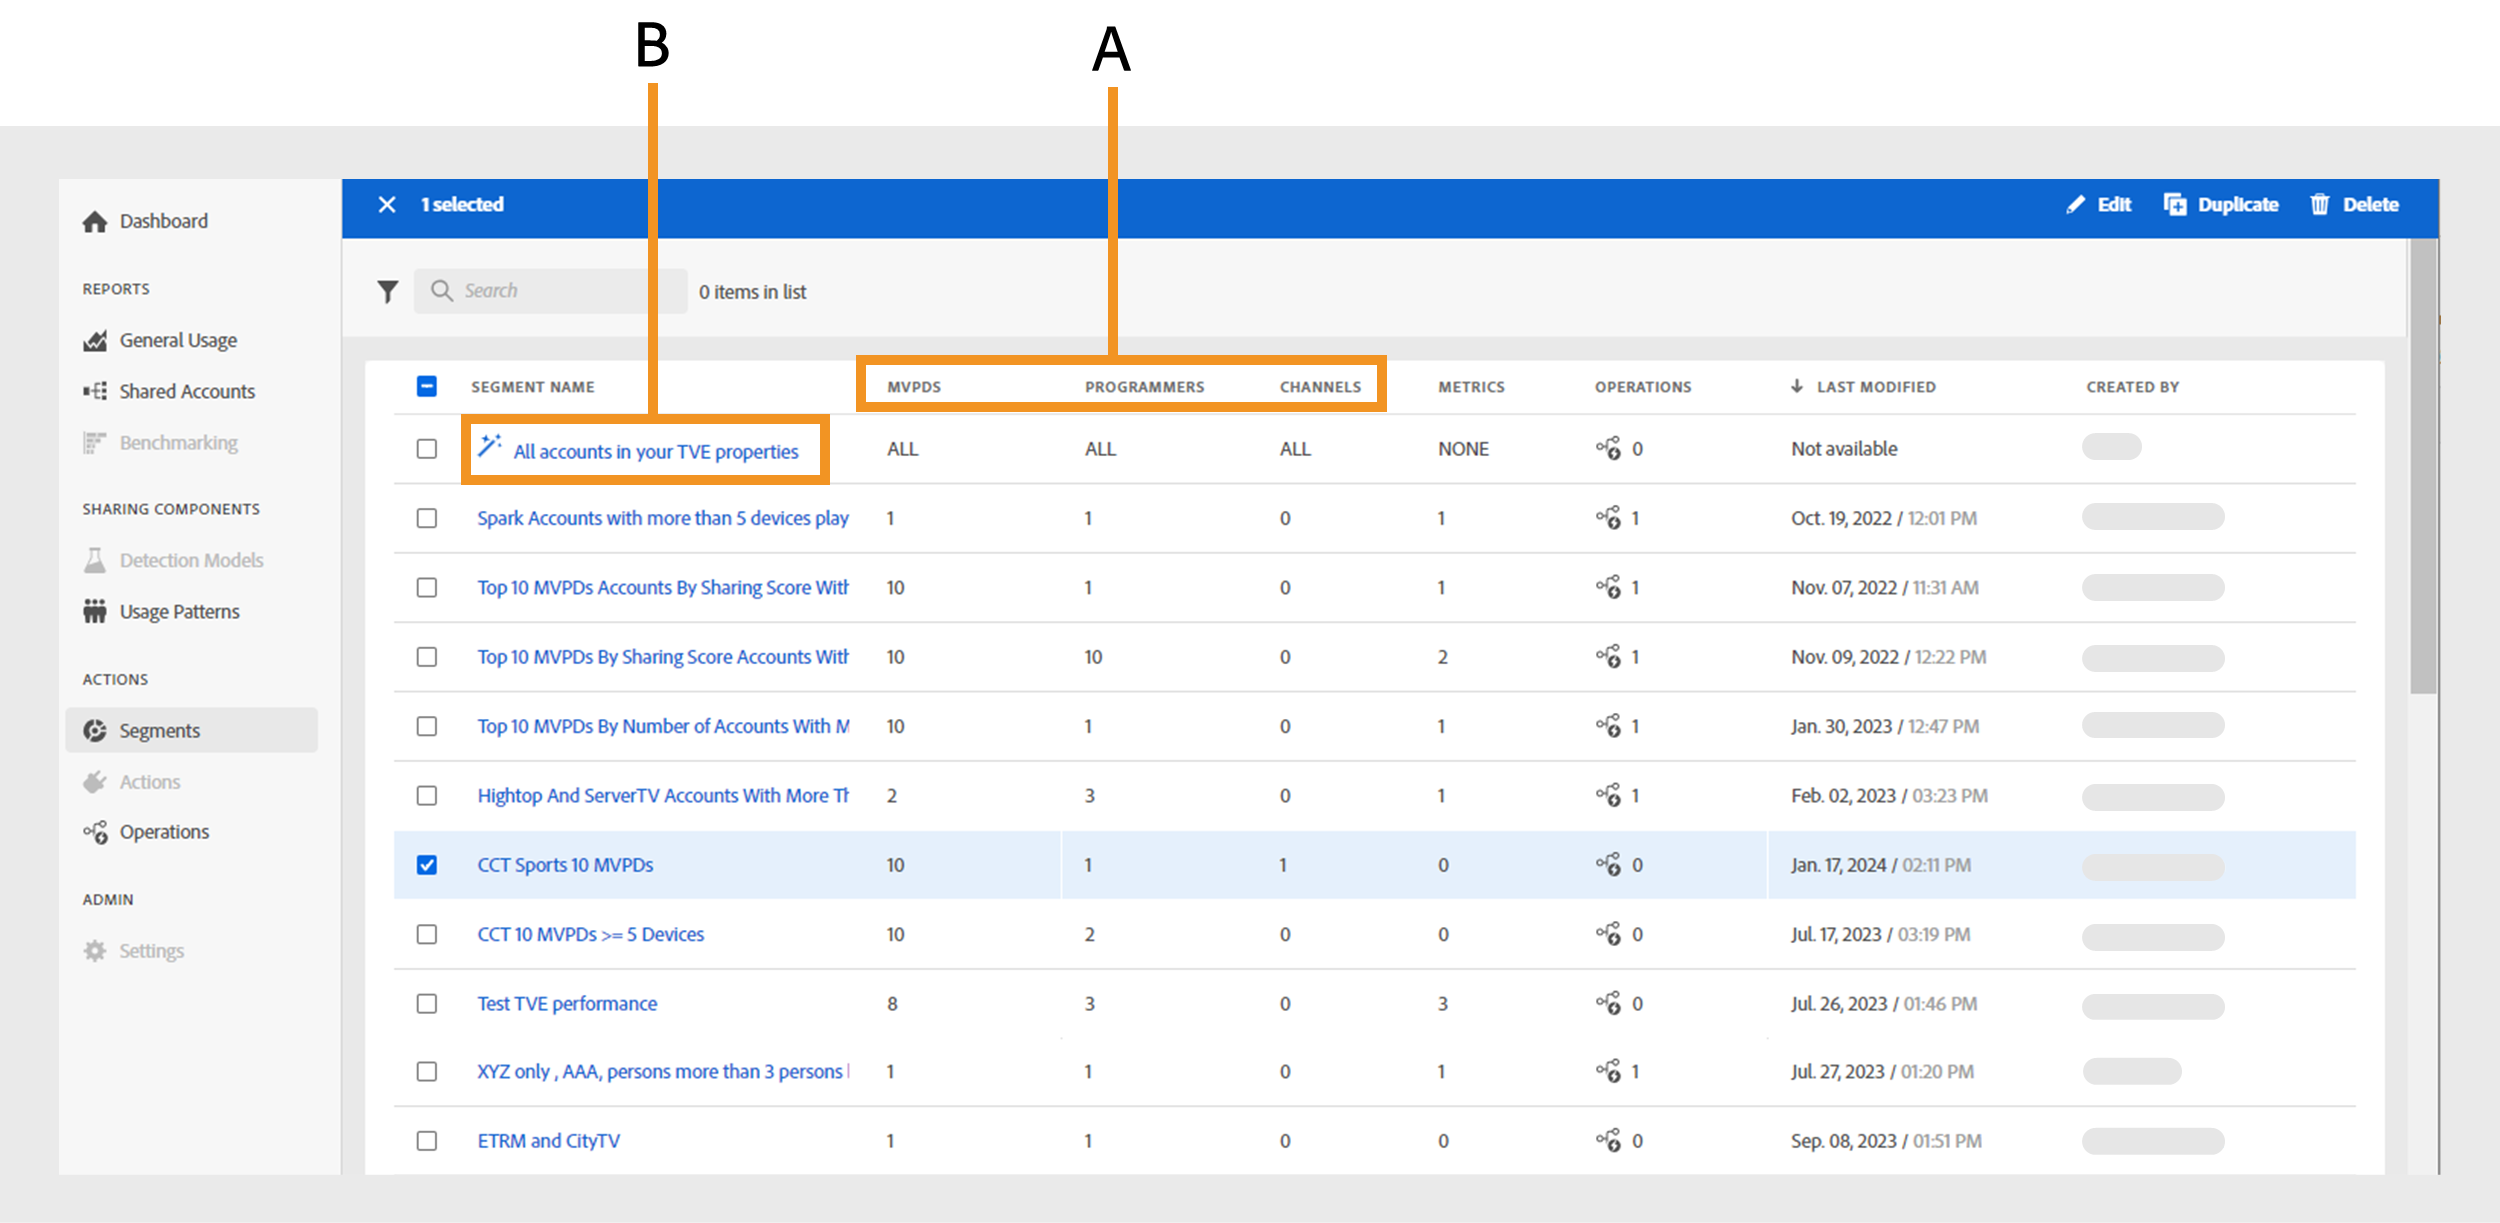 B
A
Dashboard
REPORTS
General Usage
Shared Accounts
Benchmarking
SHARING COMPONENTS
Detection Models
Usage Patterns
ACTIONS
Segments
Actions
Operations
ADMIN
Settings
1 selected
Edit Duplicate Delete
Search 0 items in list
SEGMENT NAME MVPDS PROGRAMMERS CHANNELS METRICS OPERATIONS LAST MODIFIED CREATED BY
All accounts in your TVE properties ALL ALL ALL NONE 0 Not available
Spark Accounts with more than 5 devices play 1 1 0 1 1 Oct. 19, 2022 / 12:01 PM
Top 10 MVPDs Accounts By Sharing Score With 10 1 0 1 1 Nov. 07, 2022 / 11:31 AM
Top 10 MVPDs By Sharing Score Accounts With 10 10 0 2 1 Nov. 09, 2022 / 12:22 PM
Top 10 MVPDs By Number of Accounts With M 10 1 0 1 1 Jan. 30, 2023 / 12:47 PM
Hightop And ServerTV Accounts With More Th 2 3 0 1 1 Feb. 02, 2023 / 03:23 PM
CCT Sports 10 MVPDs 10 1 1 0 0 Jan. 17, 2024 / 02:11 PM
CCT 10 MVPDs >= 5 Devices 10 2 0 0 0 Jul. 17, 2023 / 03:19 PM
Test TVE performance 8 3 0 3 0 Jul. 26, 2023 / 01:46 PM
XYZ only , AAA, persons more than 3 persons 1 1 0 1 1 Jul. 27, 2023 / 01:20 PM
ETRM and CityTV 1 1 0 0 0 Sep. 08, 2023 / 01:51 PM